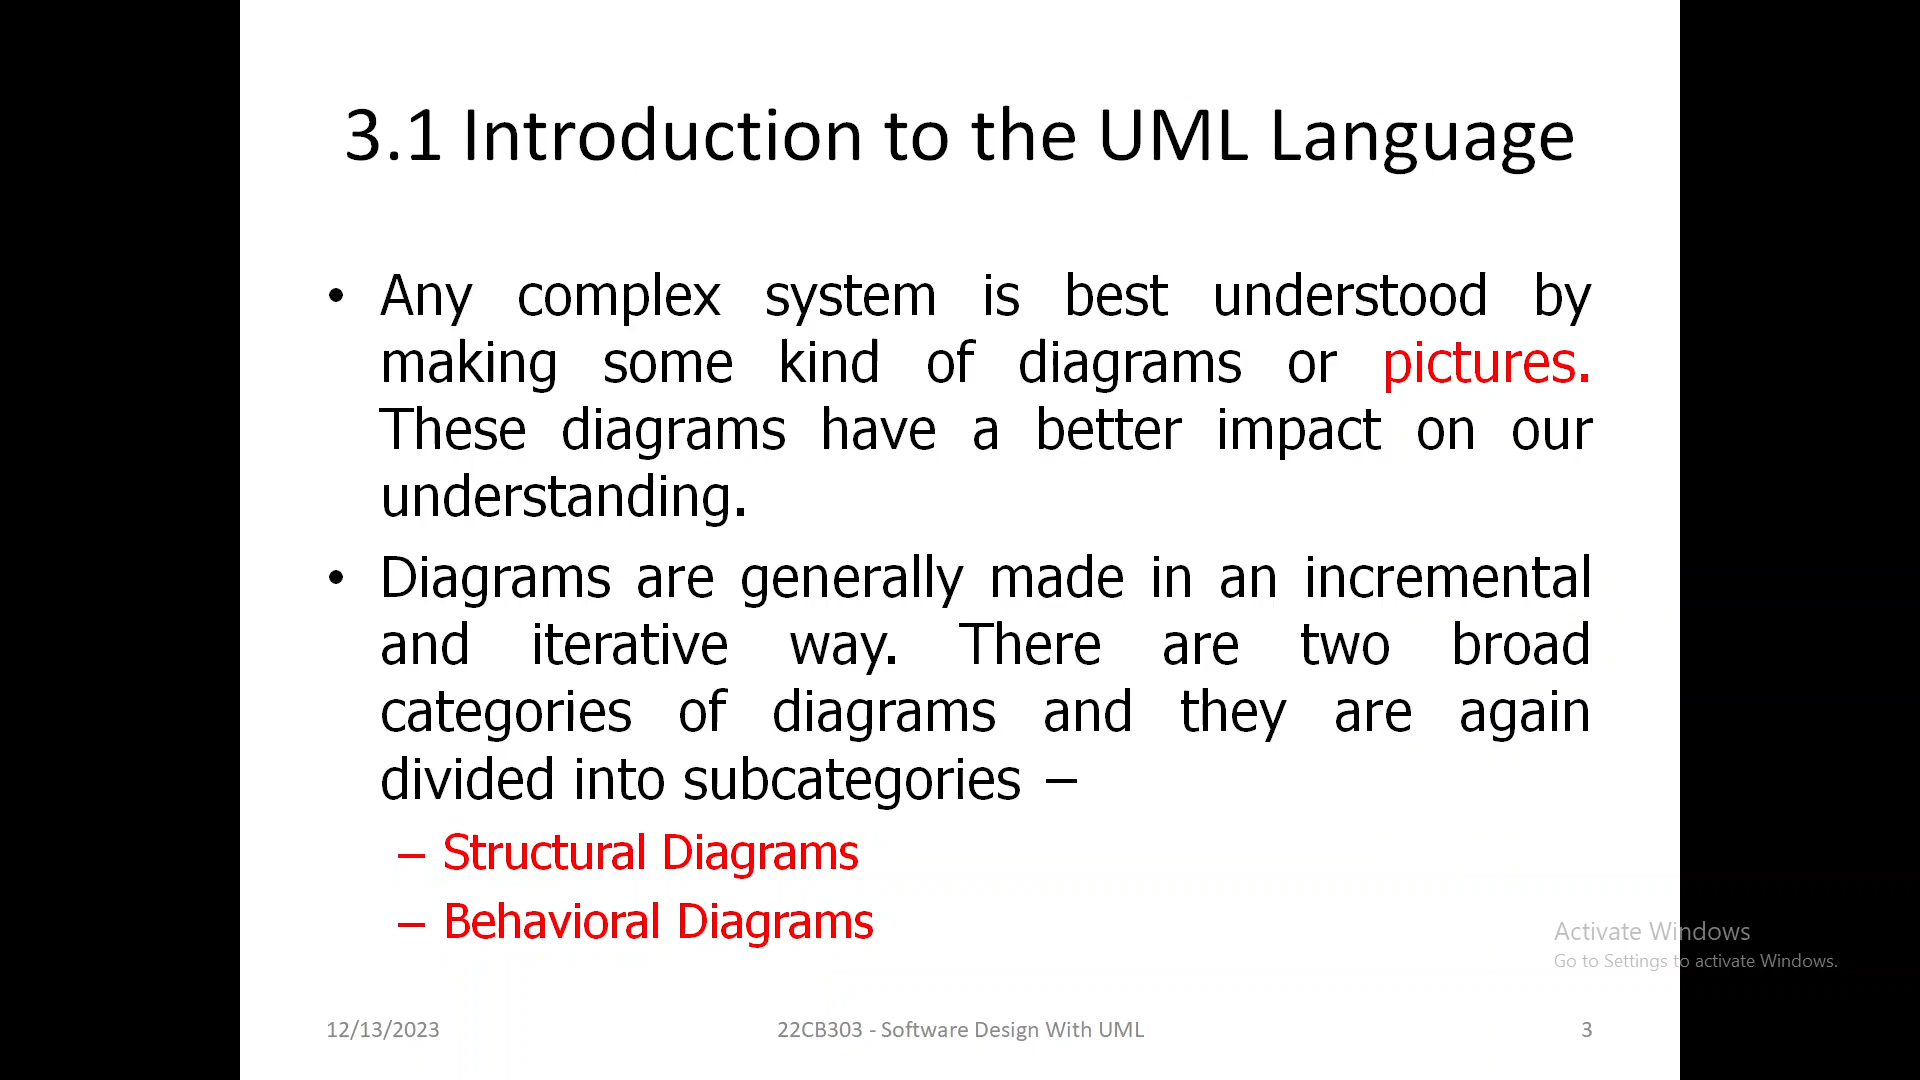 3.1 Introduction to the UML Language
• Any complex system is best understood by
making some kind of diagrams or pictures.
These diagrams have a better impact on our
understanding.
• Diagrams are generally made in an incremental
and iterative way. There are two broad
categories of diagrams and they are again
divided into subcategories −
– Structural Diagrams
– Behavioral Diagrams
Activate Windows
Go to Settings to activate Windows.
12/13/2023 22CB303 - Software Design With UML 3